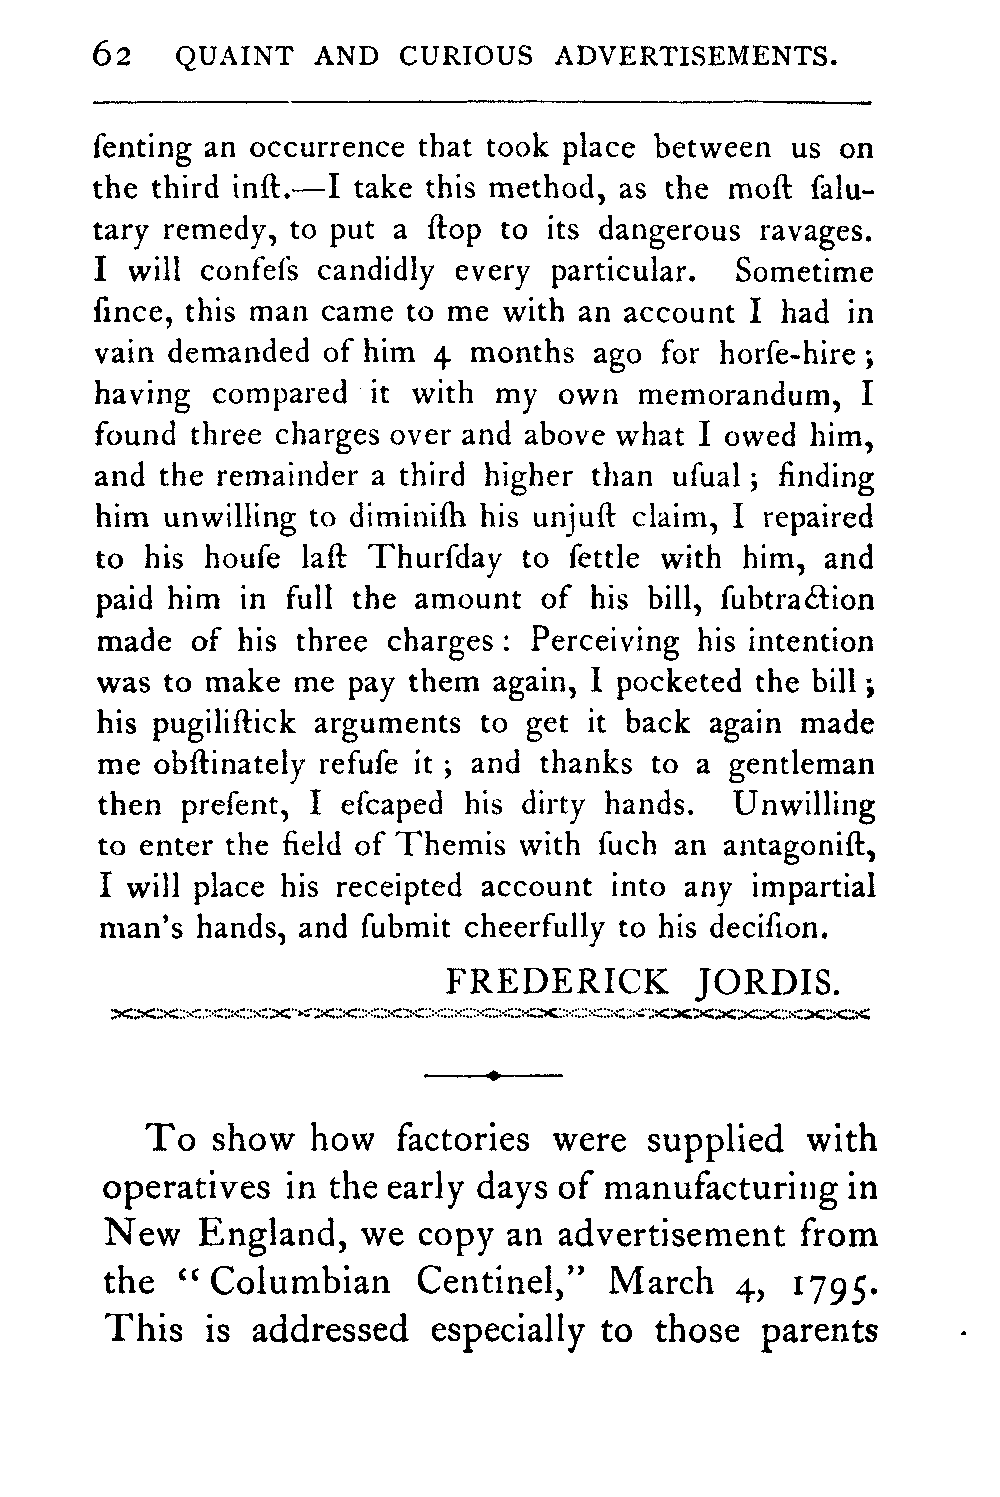 62 QUAINT AND CURIOUS ADVERTISEMENTS.
ſenting an occurrence that took place between us on
the third inſt.—I take this method, as the moſt ſalu-
tary remedy, to put a ſtop to its dangerous ravages.
I will confeſs candidly every particular. Sometime
ſince, this man came to me with an account I had in
vain demanded of him 4 months ago for horſe-hire;
having compared it with my own memorandum, I
found three charges over and above what I owed him,
and the remainder a third higher than uſual; finding
him unwilling to diminiſh his unjuſt claim, I repaired
to his houſe laſt Thurſday to ſettle with him, and
paid him in full the amount of his bill, ſubtraction
made of his three charges: Perceiving his intention
was to make me pay them again, I pocketed the bill;
his pugiliſtick arguments to get it back again made
me obſtinately refuſe it; and thanks to a gentleman
then preſent, I eſcaped his dirty hands. Unwilling
to enter the field of Themis with ſuch an antagoniſt,
I will place his receipted account into any impartial
man's hands, and ſubmit cheerfully to his deciſion.
FREDERICK JORDIS.
To show how factories were supplied with
operatives in the early days of manufacturing in
New England, we copy an advertisement from
the "Columbian Centinel," March 4, 1795.
This is addressed especially to those parents